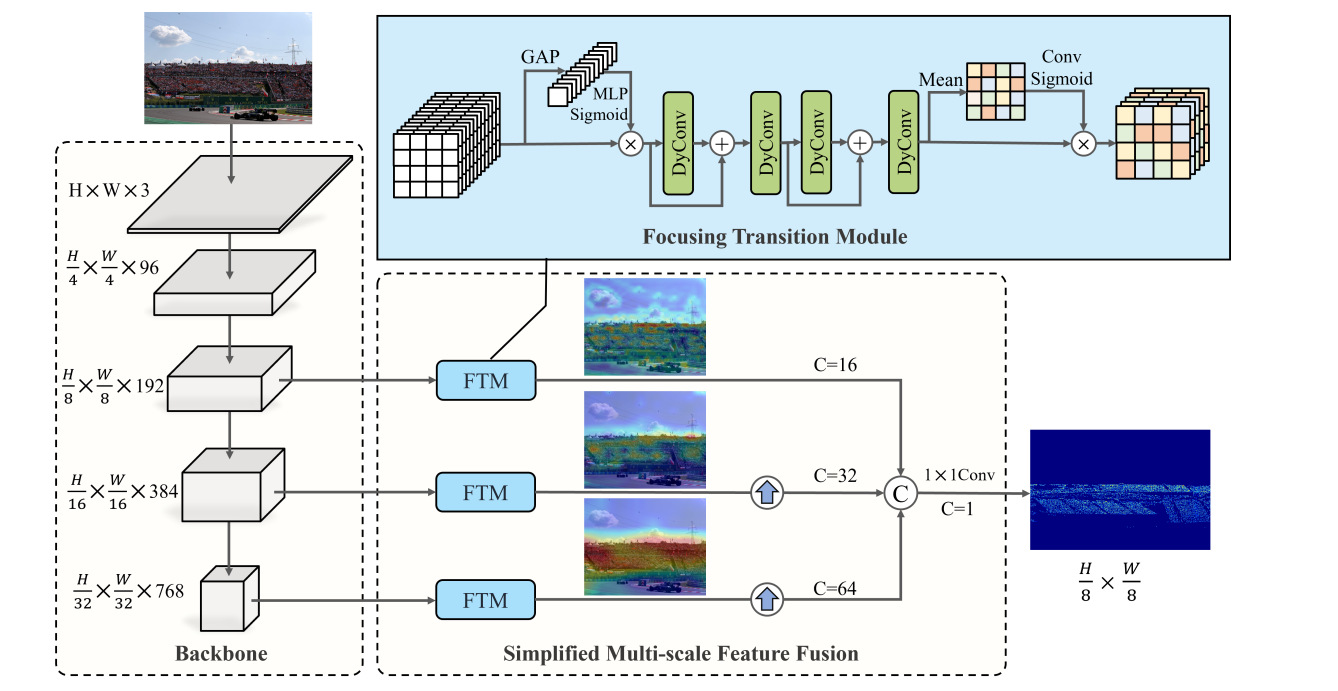 GAP
MLP
Sigmoid
×
DyConv
+
DyConv
DyConv
+
DyConv
Mean
Conv
Sigmoid
×
Focusing Transition Module
H×W×3
H/4 × W/4 ×96
H/8 × W/8 ×192
H/16 × W/16 ×384
H/32 × W/32 ×768
Backbone
FTM
C=16
FTM
C=32
FTM
C=64
C
1×1Conv
C=1
H/8 × W/8
Simplified Multi-scale Feature Fusion